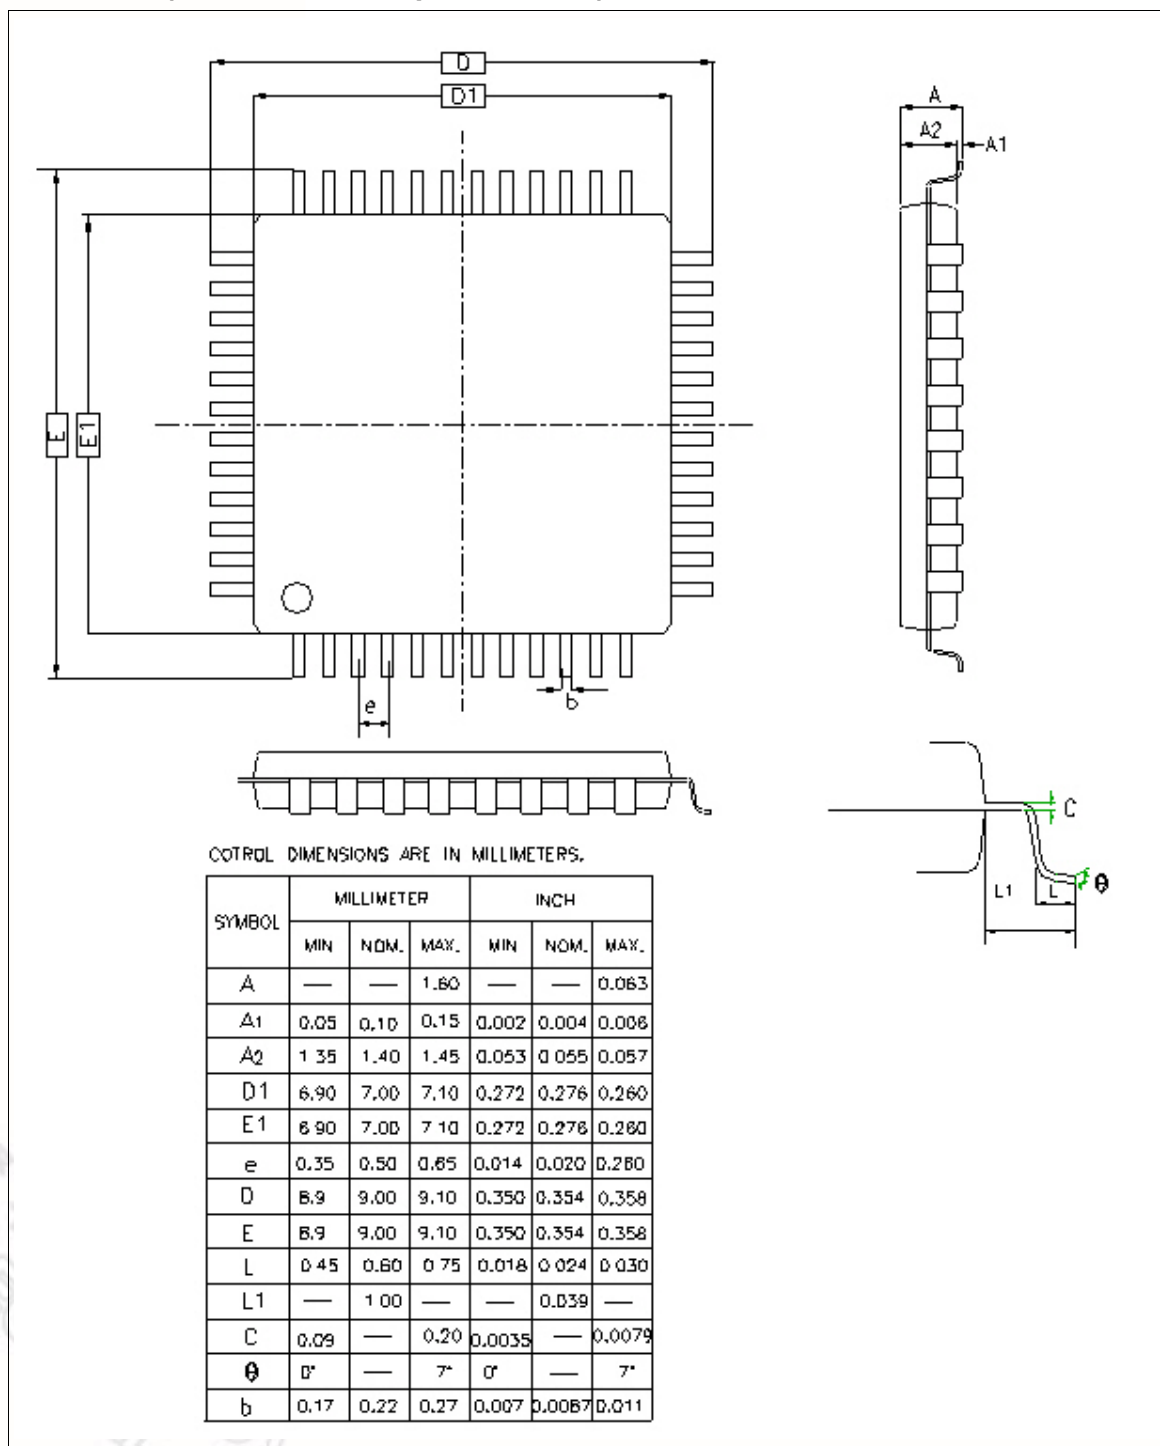 D
D1
A
A2
A1
E
E1
e
b
C
L1
L
θ
COTROL DIMENSIONS ARE IN MILLIMETERS.
SYMBOL MILLIMETER INCH
MIN NOM. MAX. MIN NOM. MAX.
A — — 1.60 — — 0.063
A1 0.05 0.10 0.15 0.002 0.004 0.006
A2 1.35 1.40 1.45 0.053 0.055 0.057
D1 6.90 7.00 7.10 0.272 0.276 0.260
E1 6.90 7.00 7.10 0.272 0.276 0.260
e 0.35 0.50 0.65 0.014 0.020 0.260
D 8.9 9.00 9.10 0.350 0.354 0.358
E 8.9 9.00 9.10 0.350 0.354 0.358
L 0.45 0.60 0.75 0.018 0.024 0.030
L1 — 1.00 — — 0.039 —
C 0.09 — 0.20 0.0035 — 0.0079
θ 0° — 7° 0° — 7°
b 0.17 0.22 0.27 0.007 0.0087 0.011